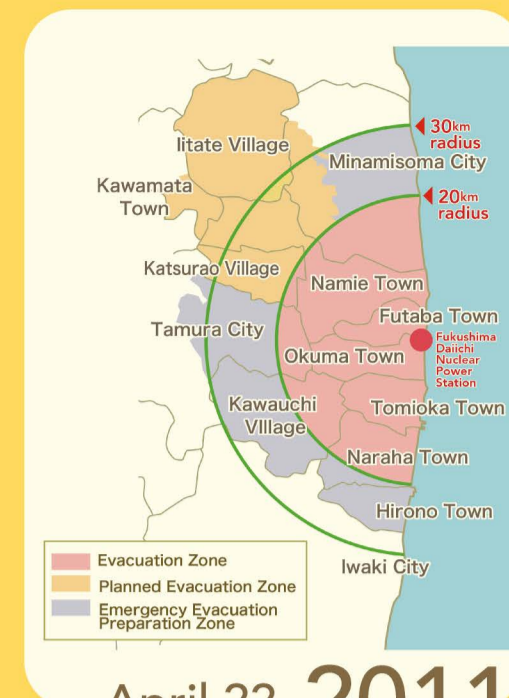 30km
radius
Iitate Village
Minamisoma City
Kawamata
Town
20km
radius
Katsurao Village
Namie Town
Futaba Town
Tamura City
Fukushima
Daiichi
Nuclear
Power
Station
Okuma Town
Kawauchi
VIllage
Tomioka Town
Naraha Town
Hirono Town
Iwaki City
Evacuation Zone
Planned Evacuation Zone
Emergency Evacuation
Preparation Zone
April 22, 2011